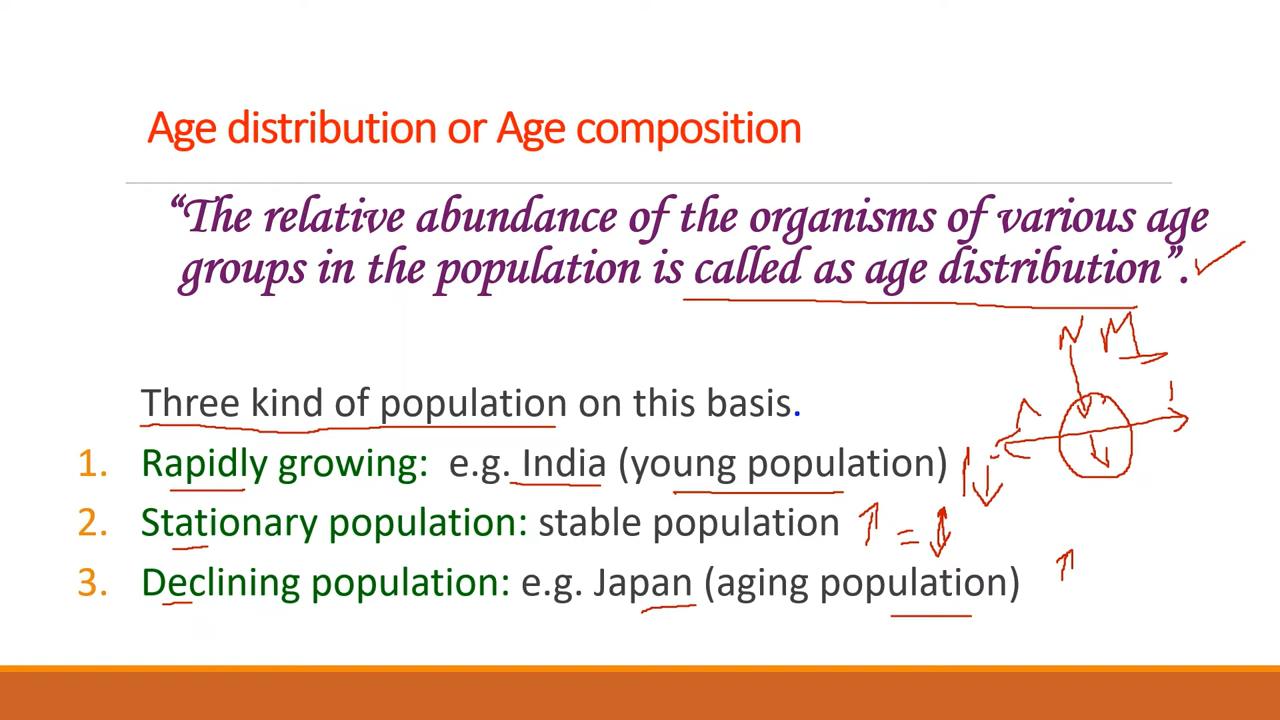 Age distribution or Age composition
“The relative abundance of the organisms of various age
groups in the population is called as age distribution”.
N M
Three kind of population on this basis.
1. Rapidly growing: e.g. India (young population)
2. Stationary population: stable population =
3. Declining population: e.g. Japan (aging population)